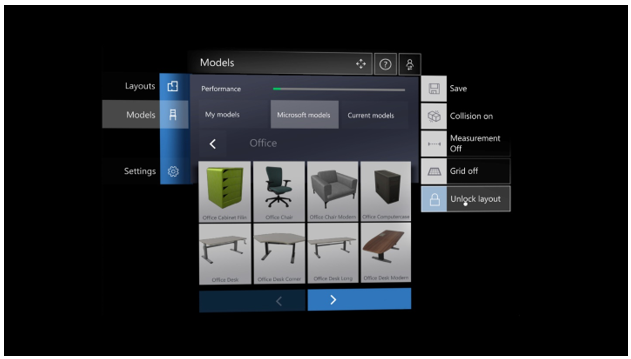 Models
?
Layouts
Models
Settings
Performance
My models
Microsoft models
Current models
Office
Office Cabinet Filin
Office Chair
Office Chair Modern
Office Computercase
Office Desk
Office Desk Corner
Office Desk Long
Office Desk Modern
Save
Collision on
Measurement
Off
Grid off
Unlock layout